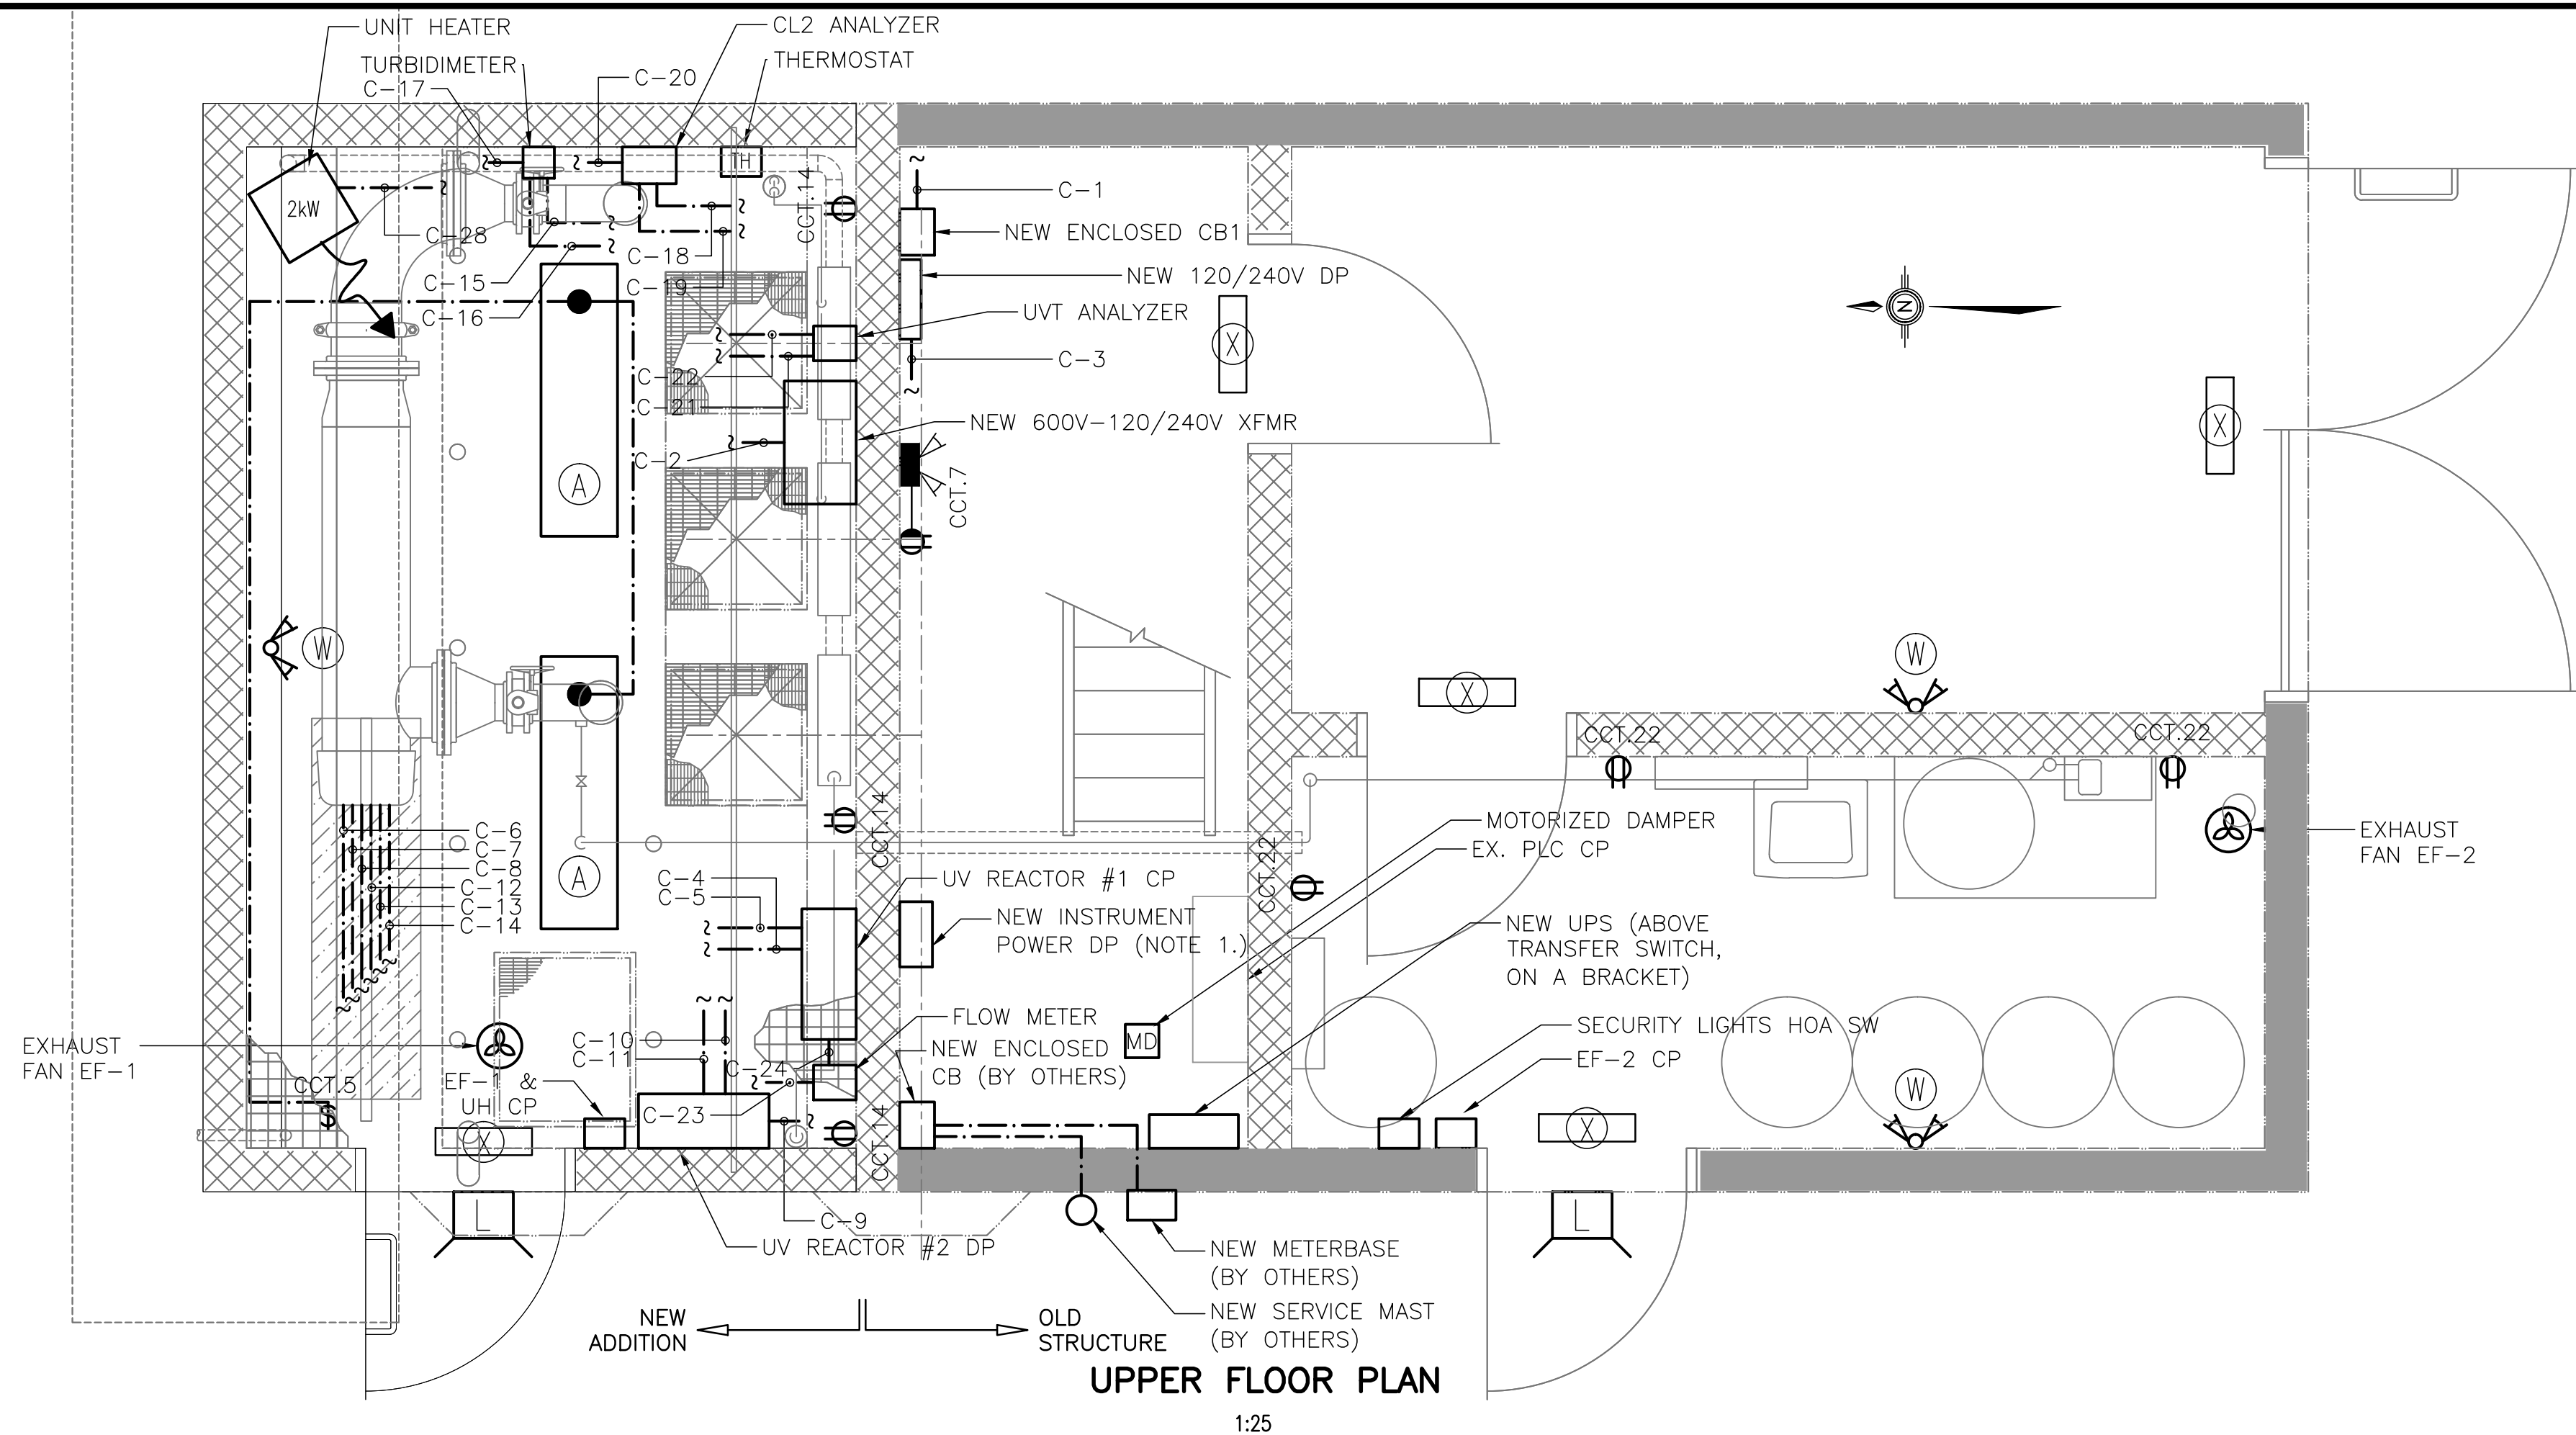 UNIT HEATER
CL2 ANALYZER
TURBIDIMETER
THERMOSTAT
C-17
C-20
TH
2kW
CCT.14
C-1
C-28
NEW ENCLOSED CB1
C-18
C-15
C-19
NEW 120/240V DP
C-16
UVT ANALYZER
N
X
C-3
C-22
C-21
NEW 600V-120/240V XFMR
X
C-2
A
CCT.7
W
W
X
CCT.22
CCT.22
C-6
C-7
C-8
C-12
C-13
C-14
A
CCT.14
CCT.22
MOTORIZED DAMPER
EX. PLC CP
EXHAUST
FAN EF-2
C-4
C-5
UV REACTOR #1 CP
NEW INSTRUMENT
POWER DP (NOTE 1.)
NEW UPS (ABOVE
TRANSFER SWITCH,
ON A BRACKET)
EXHAUST
FAN EF-1
C-10
C-11
FLOW METER
NEW ENCLOSED
CB (BY OTHERS)
MD
SECURITY LIGHTS HOA SW
EF-2 CP
C-24
CCT.5
$
EF-1 &
UH CP
C-23
CCT.14
X
X
W
L
L
C-9
UV REACTOR #2 DP
NEW METERBASE
(BY OTHERS)
NEW SERVICE MAST
(BY OTHERS)
NEW
ADDITION
OLD
STRUCTURE
UPPER FLOOR PLAN
1:25